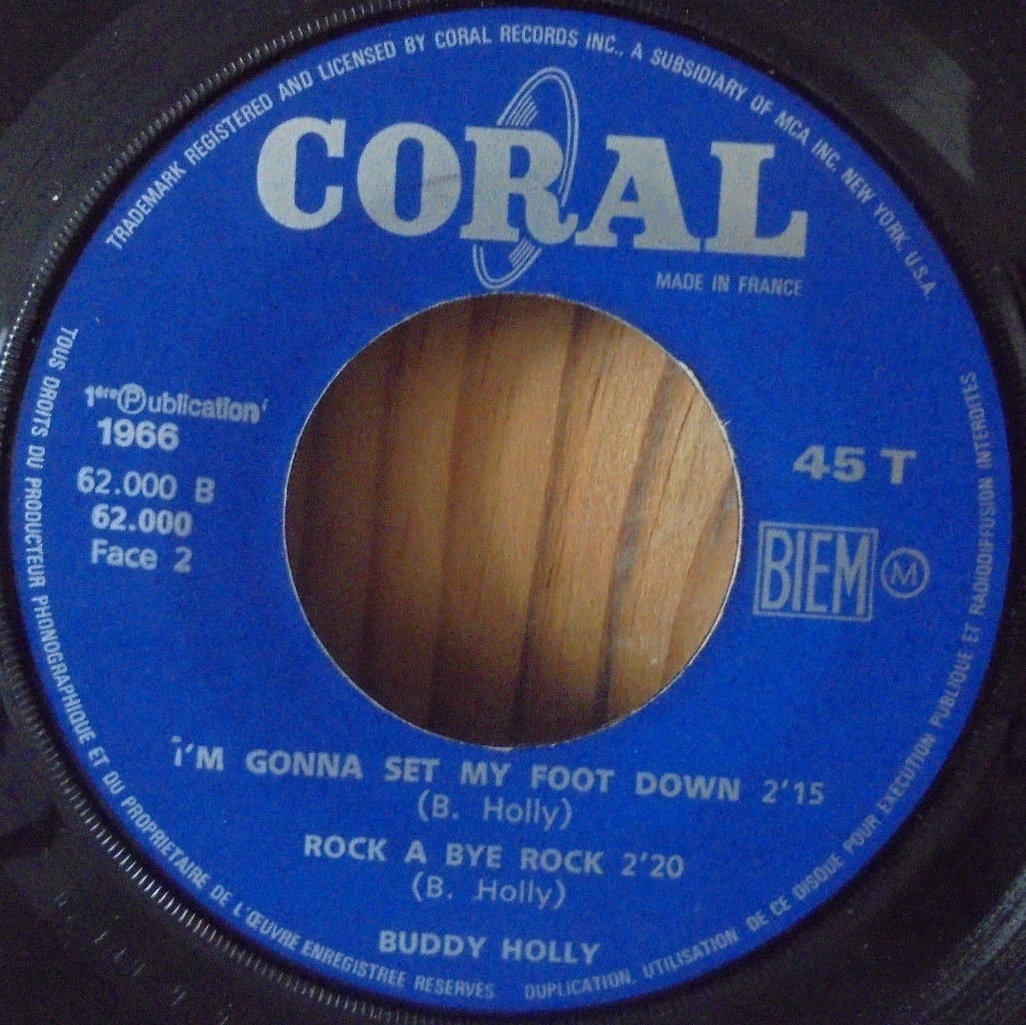 TRADEMARK REGISTERED AND LICENSED BY CORAL RECORDS INC., A SUBSIDIARY OF MCA INC. NEW YORK, U.S.A.
CORAL
MADE IN FRANCE
1ère Ⓟublication
1966
62.000 B
62.000
Face 2
45 T
BIEM Ⓜ
I'M GONNA SET MY FOOT DOWN 2'15
(B. Holly)
ROCK A BYE ROCK 2'20
(B. Holly)
BUDDY HOLLY
TOUS DROITS DU PRODUCTEUR PHONOGRAPHIQUE ET DU PROPRIETAIRE DE L'ŒUVRE ENREGISTREE RESERVES. DUPLICATION, UTILISATION DE CE DISQUE POUR EXECUTION PUBLIQUE ET RADIODIFFUSION INTERDITES